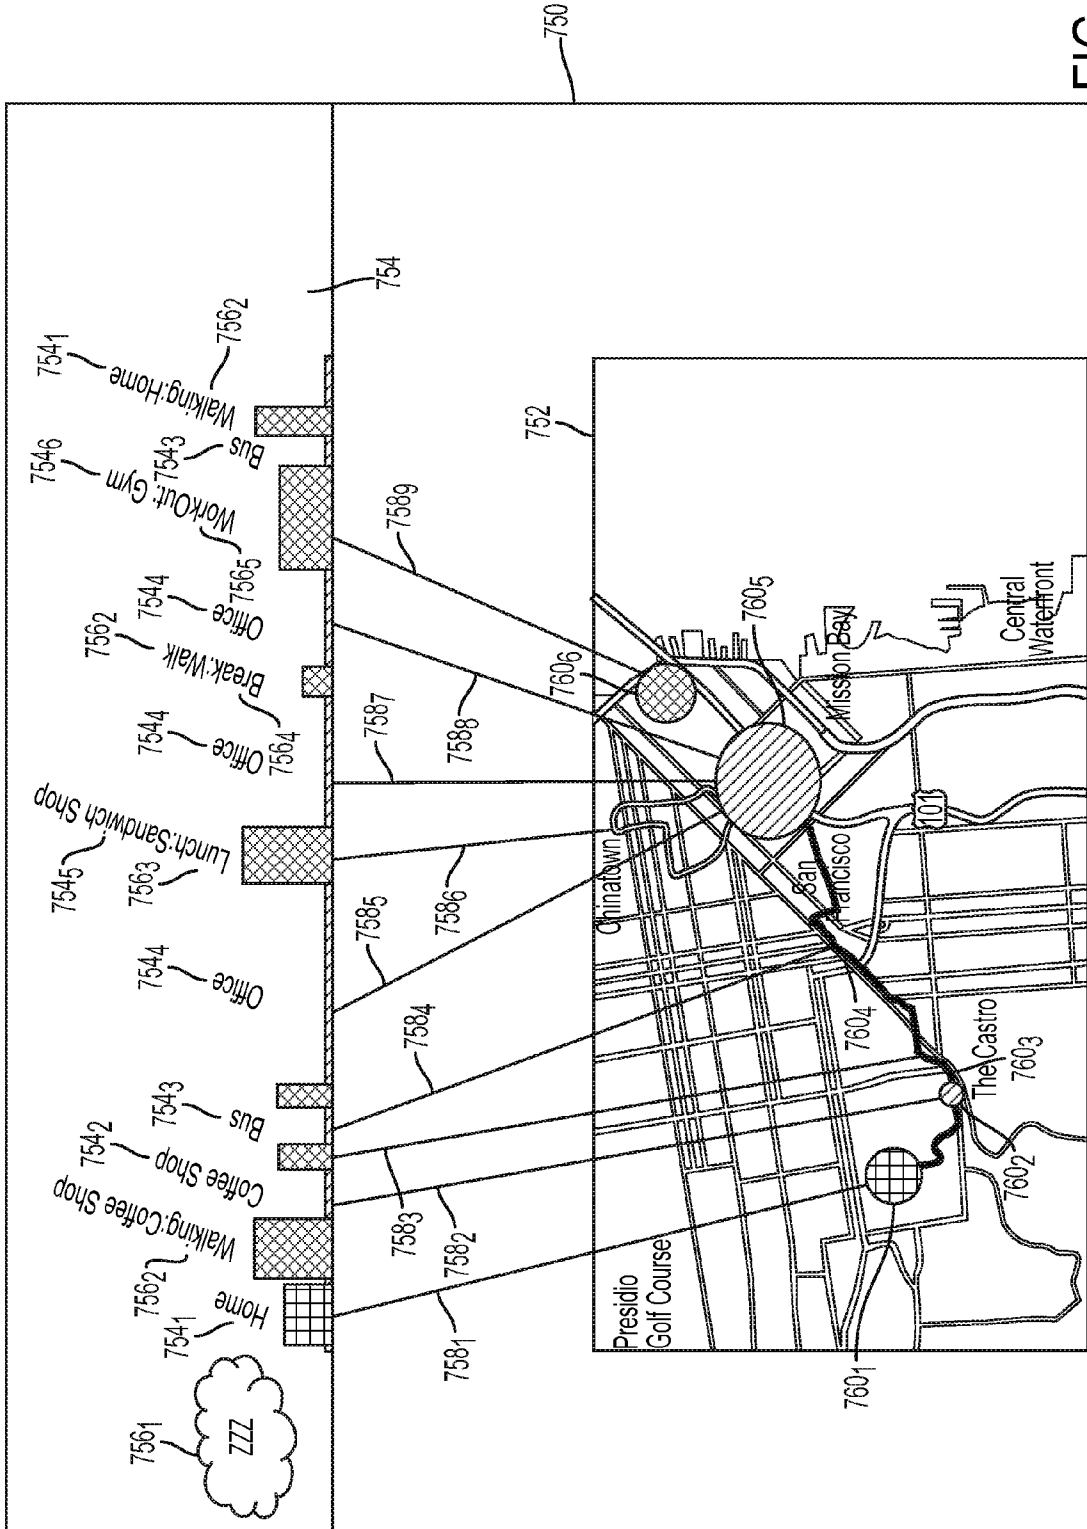 756₁
ZZZ
754₁
Home
756₂
Walking:Coffee Shop
754₂
Coffee Shop
754₃
Bus
754₄
Office
754₅
756₃
Lunch:Sandwich Shop
754₄
Office
756₄
756₂
Break:Walk
754₄
Office
756₅
754₆
WorkOut: Gym
754₃
Bus
754₁
756₂
Walking:Home
754
758₁
758₂
758₃
758₄
758₅
758₆
758₇
758₈
758₉
752
750
Presidio
Golf Course
Chinatown
760₆
760₅
San
Francisco
Mission Bay
760₄
101
The Castro
Central
Waterfront
760₁
760₂
760₃
FIG